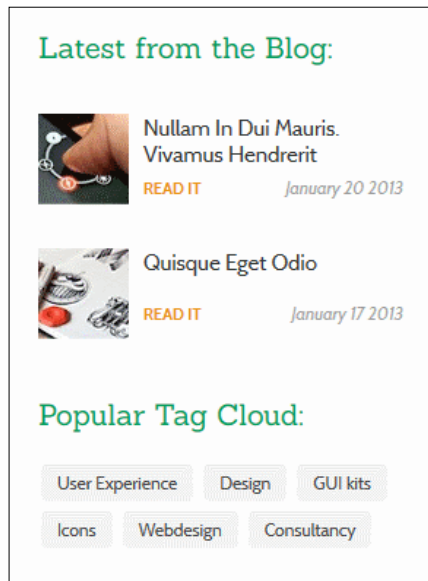 Latest from the Blog:
Nullam In Dui Mauris.
Vivamus Hendrerit
READ IT January 20 2013
Quisque Eget Odio
READ IT January 17 2013
Popular Tag Cloud:
User Experience Design GUI kits
Icons Webdesign Consultancy